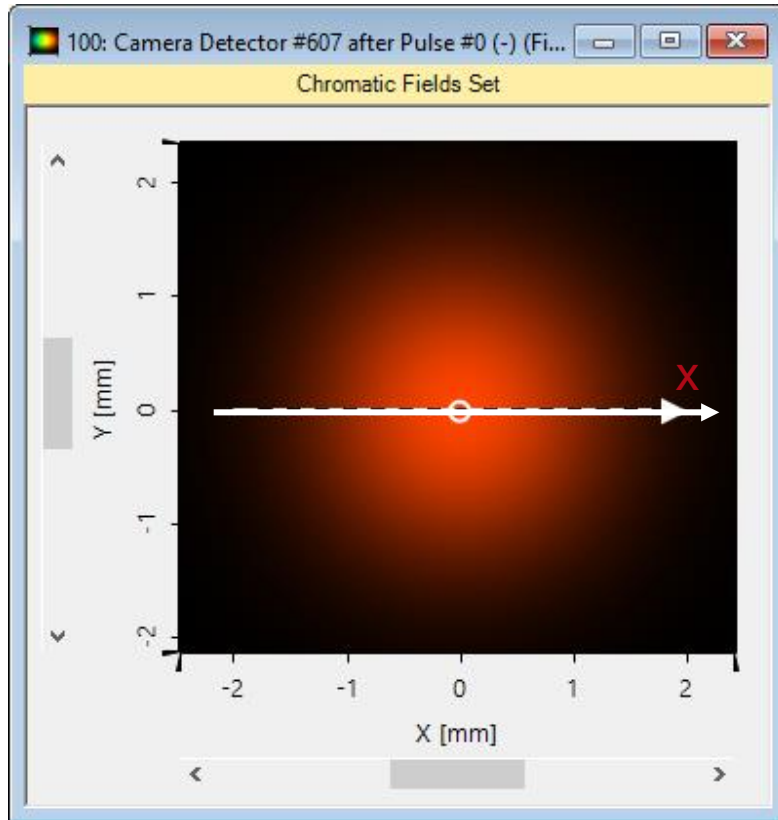 100: Camera Detector #607 after Pulse #0 (-) (Fi...
Chromatic Fields Set
2
1
0
-1
-2
Y [mm]
X
-2
-1
0
1
2
X [mm]